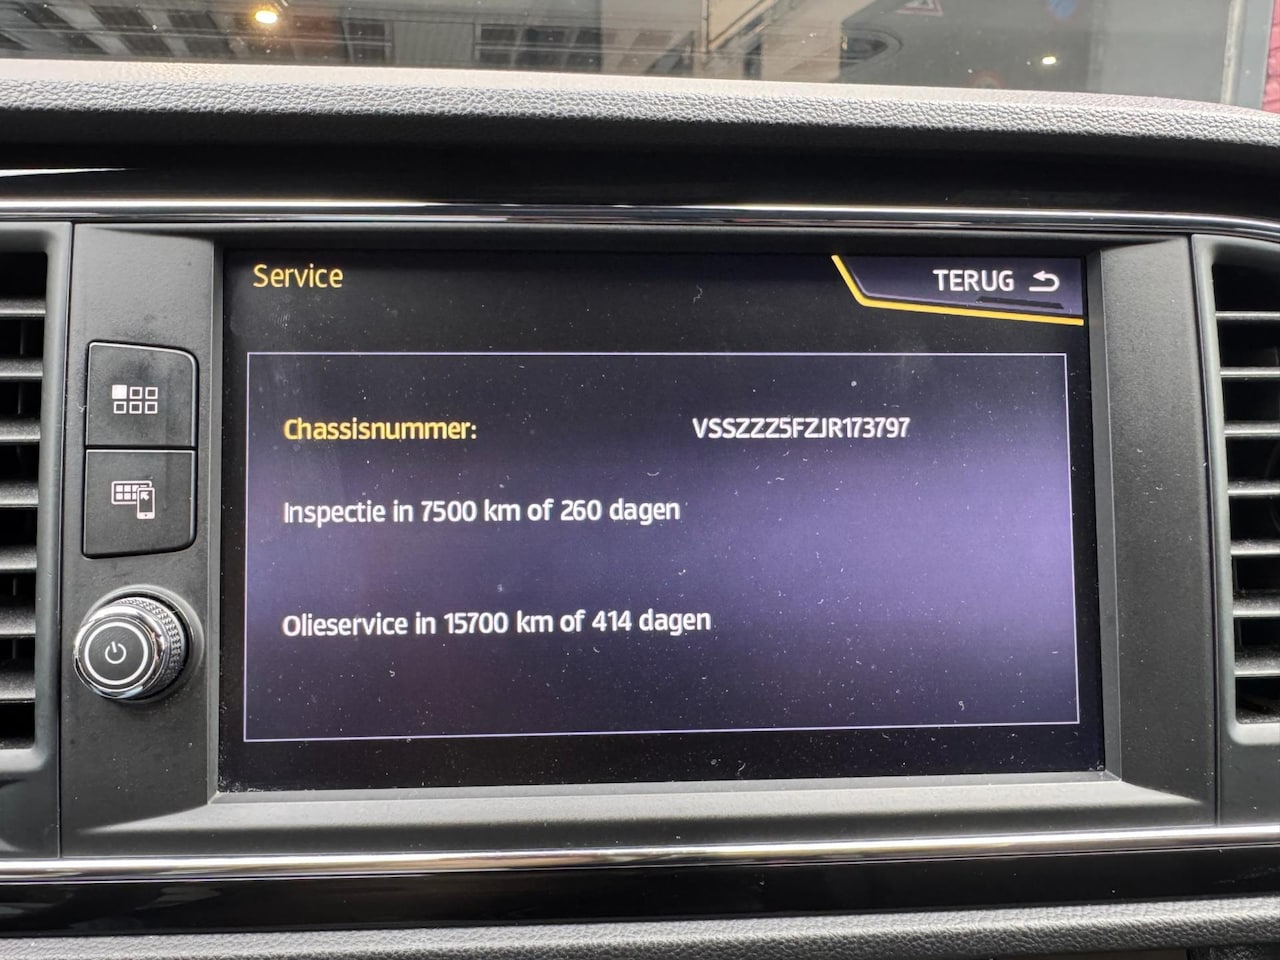 Service
TERUG
Chassisnummer: VSSZZZ5FZJR173797
Inspectie in 7500 km of 260 dagen
Olieservice in 15700 km of 414 dagen